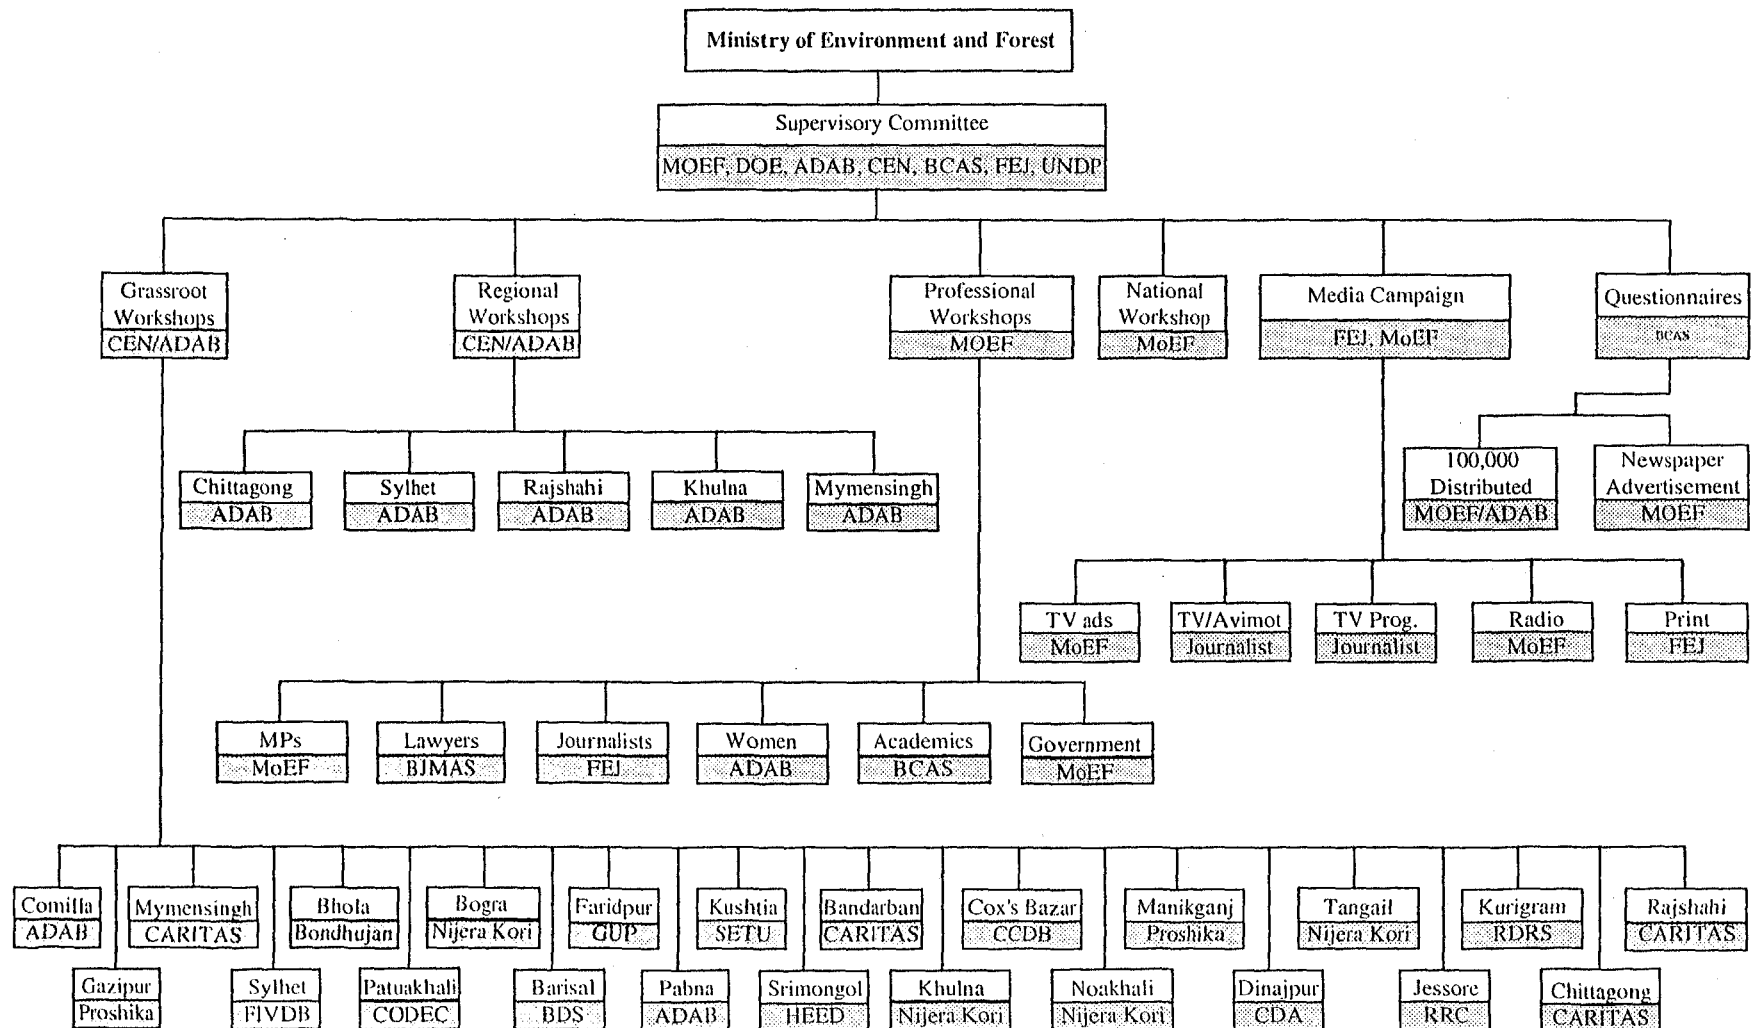 Ministry of Environment and Forest
Supervisory Committee
MOEF, DOE, ADAB, CEN, BCAS, FEJ, UNDP
Grassroot
Workshops
CEN/ADAB
Regional
Workshops
CEN/ADAB
Professional
Workshops
MOEF
National
Workshop
MoEF
Media Campaign
FEJ, MoEF
Questionnaires
BCAS
Chittagong
ADAB
Sylhet
ADAB
Rajshahi
ADAB
Khulna
ADAB
Mymensingh
ADAB
100,000
Distributed
MOEF/ADAB
Newspaper
Advertisement
MOEF
TV ads
MoEF
TV/Avimot
Journalist
TV Prog.
Journalist
Radio
MoEF
Print
FEJ
MPs
MoEF
Lawyers
BJMAS
Journalists
FEJ
Women
ADAB
Academics
BCAS
Government
MoEF
Comilla
ADAB
Mymensingh
CARITAS
Bhola
Bondhujan
Bogra
Nijera Kori
Faridpur
GUP
Kushtia
SETU
Bandarban
CARITAS
Cox's Bazar
CCDB
Manikganj
Proshika
Tangail
Nijera Kori
Kurigram
RDRS
Rajshahi
CARITAS
Gazipur
Proshika
Sylhet
FIVDB
Patuakhali
CODEC
Barisal
BDS
Pabna
ADAB
Srimongol
HEED
Khulna
Nijera Kori
Noakhali
Nijera Kori
Dinajpur
CDA
Jessore
RRC
Chittagong
CARITAS